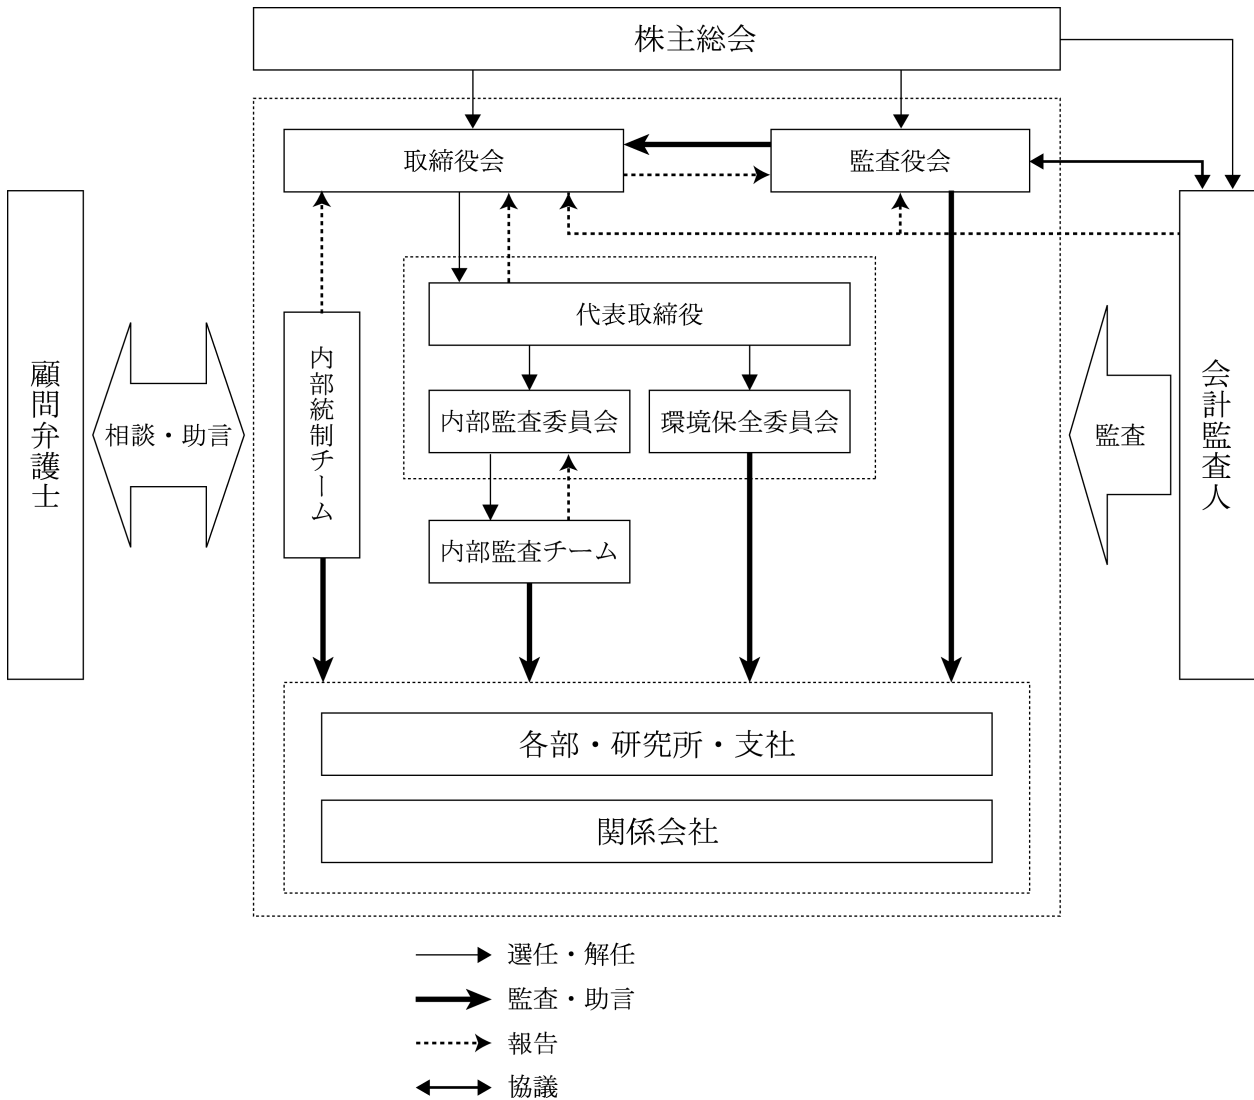 株主総会
取締役会
監査役会
代表取締役
内部監査委員会
環境保全委員会
内部監査チーム
内部統制チーム
顧問弁護士
相談・助言
監査
会計監査人
各部・研究所・支社
関係会社
選任・解任
監査・助言
報告
協議